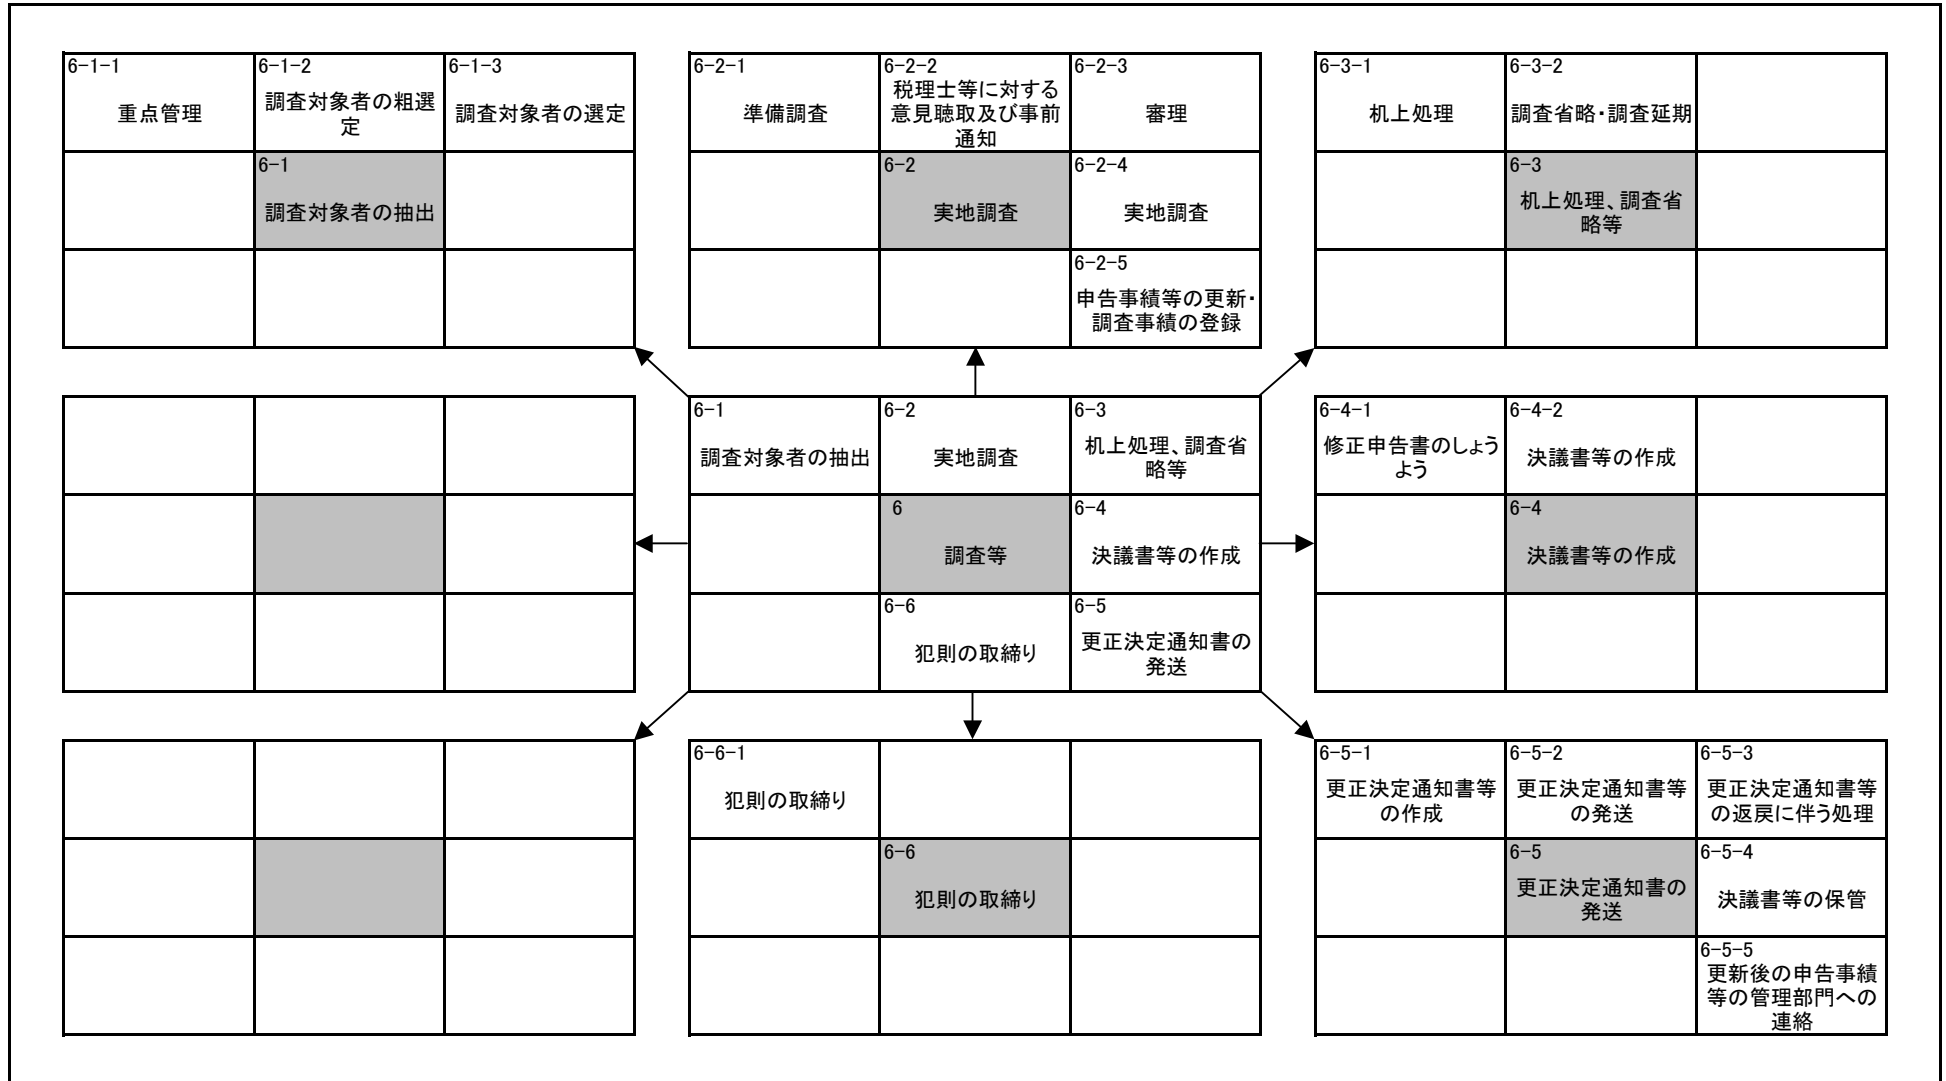 6-1-1
重点管理
6-1-2
調査対象者の粗選
定
6-1-3
調査対象者の選定
6-1
調査対象者の抽出
6-2-1
準備調査
6-2-2
税理士等に対する
意見聴取及び事前
通知
6-2-3
審理
6-2
実地調査
6-2-4
実地調査
6-2-5
申告事績等の更新・
調査事績の登録
6-3-1
机上処理
6-3-2
調査省略・調査延期
6-3
机上処理、調査省
略等
6-1
調査対象者の抽出
6-2
実地調査
6-3
机上処理、調査省
略等
6
調査等
6-4
決議書等の作成
6-6
犯則の取締り
6-5
更正決定通知書の
発送
6-4-1
修正申告書のしょう
よう
6-4-2
決議書等の作成
6-4
決議書等の作成
6-6-1
犯則の取締り
6-6
犯則の取締り
6-5-1
更正決定通知書等
の作成
6-5-2
更正決定通知書等
の発送
6-5-3
更正決定通知書等
の返戻に伴う処理
6-5
更正決定通知書の
発送
6-5-4
決議書等の保管
6-5-5
更新後の申告事績
等の管理部門への
連絡